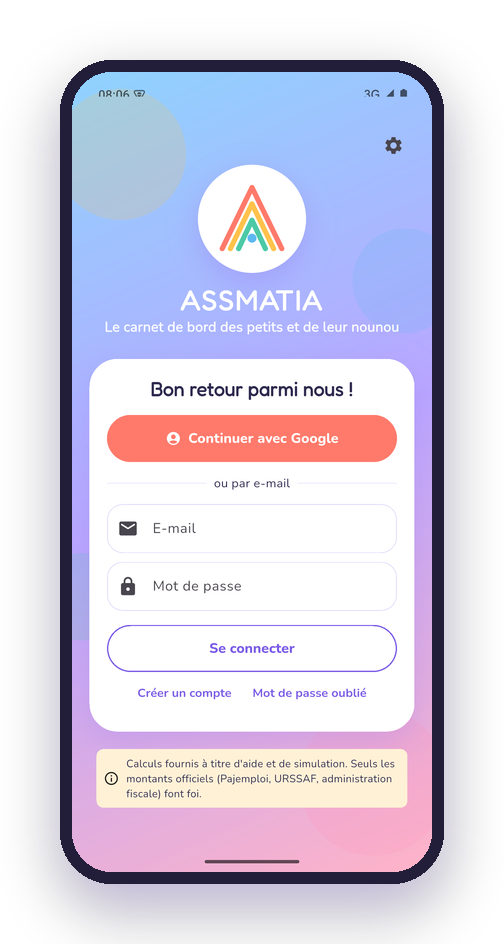 08:06
3G
ASSMATIA
Le carnet de bord des petits et de leur nounou
Bon retour parmi nous !
Continuer avec Google
ou par e-mail
E-mail
Mot de passe
Se connecter
Créer un compte Mot de passe oublié
Calculs fournis à titre d'aide et de simulation. Seuls les
montants officiels (Pajemploi, URSSAF, administration
fiscale) font foi.